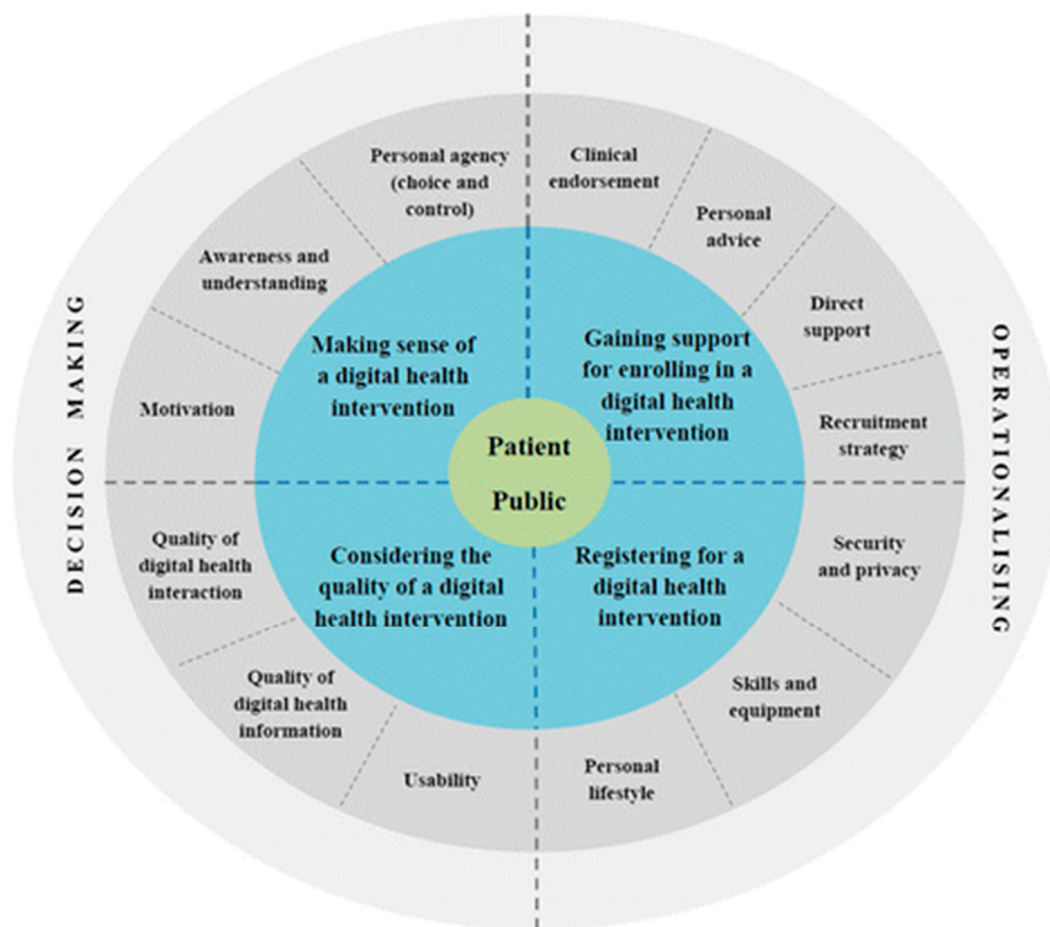 Personal agency
(choice and
control)
Clinical
endorsement
Personal
advice
Awareness and
understanding
Direct
support
Motivation
Recruitment
strategy
Making sense of
a digital health
intervention
Gaining support
for enrolling in a
digital health
intervention
Patient
Public
DECISION MAKING
OPERATIONALISING
Considering the
quality of a digital
health intervention
Registering for a
digital health
intervention
Quality of
digital health
interaction
Security
and privacy
Quality of
digital health
information
Skills and
equipment
Usability
Personal
lifestyle